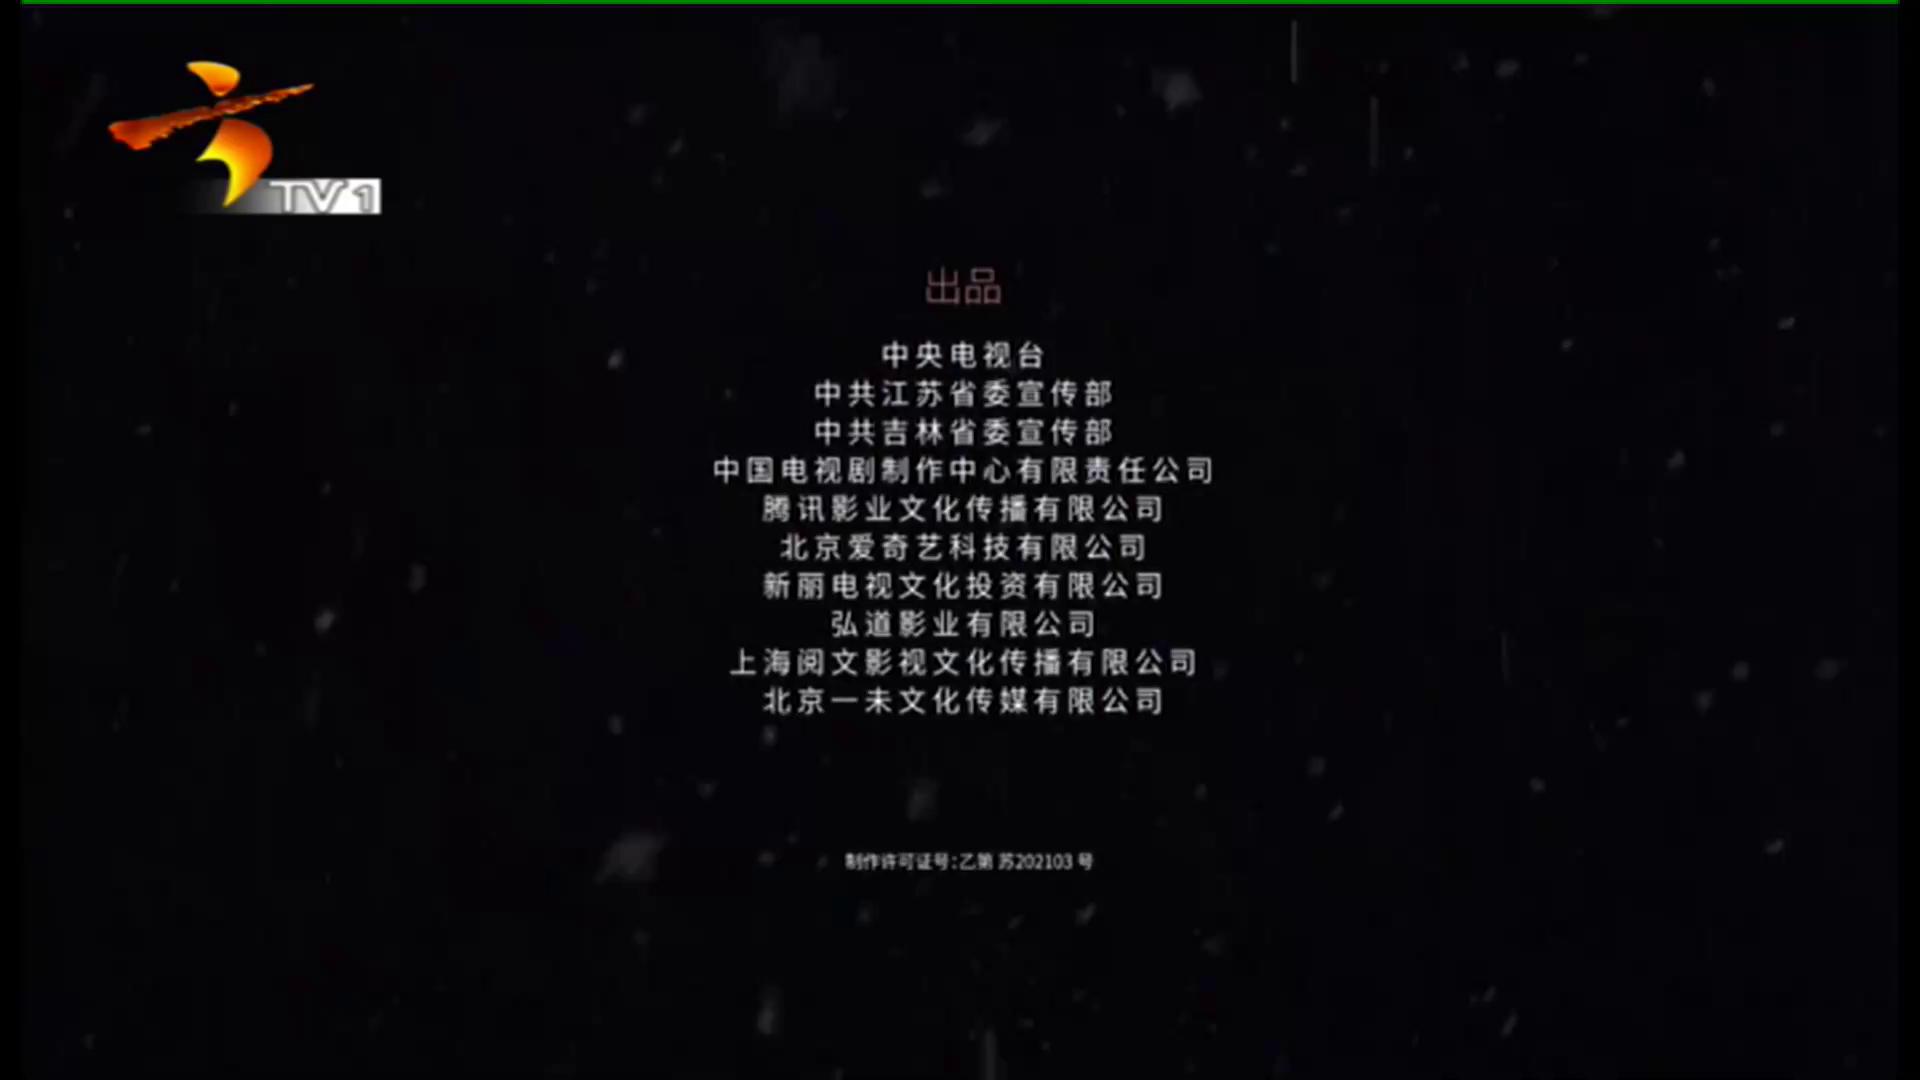 TV1
出品
中央电视台
中共江苏省委宣传部
中共吉林省委宣传部
中国电视剧制作中心有限责任公司
腾讯影业文化传播有限公司
北京爱奇艺科技有限公司
新丽电视文化投资有限公司
弘道影业有限公司
上海阅文影视文化传播有限公司
北京一未文化传媒有限公司
制作许可证号:乙第 苏202103 号